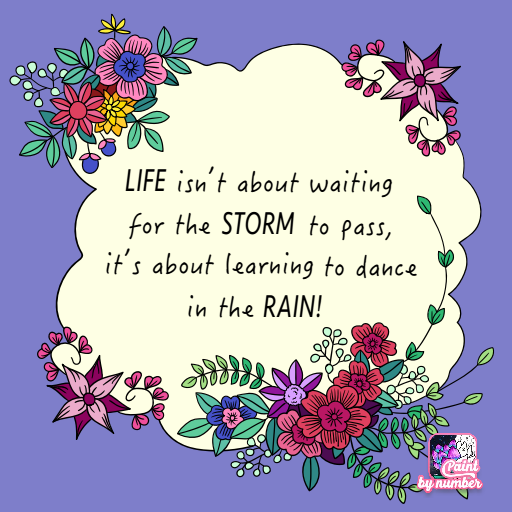 LIFE isn't about waiting
for the STORM to pass,
it's about learning to dance
in the RAIN!
Paint
by number